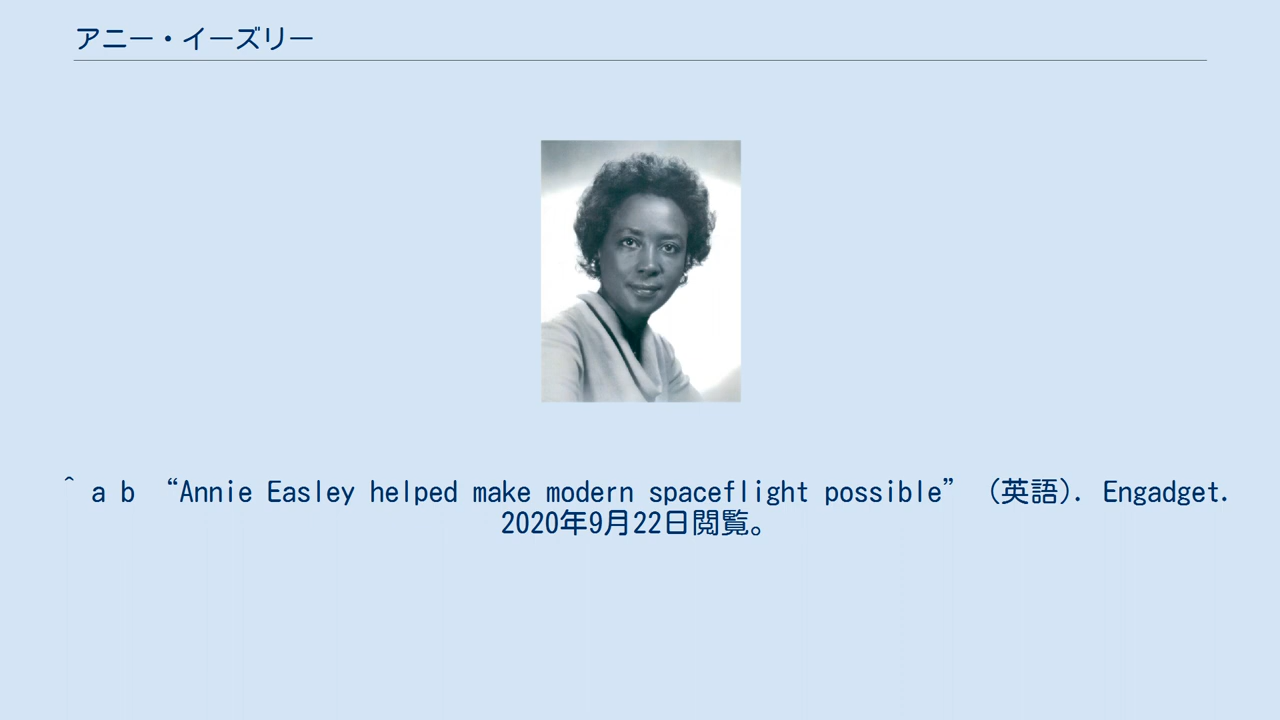 アニー・イーズリー
^ a b “Annie Easley helped make modern spaceflight possible” (英語). Engadget.
2020年9月22日閲覧。